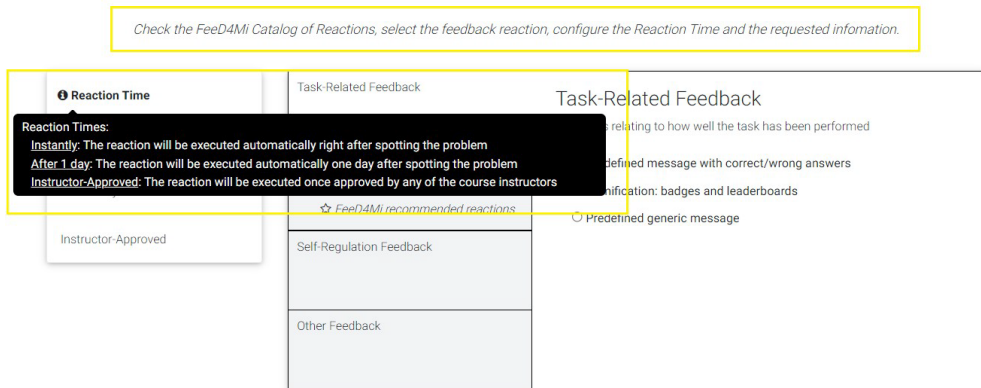 Check the FeeD4Mi Catalog of Reactions, select the feedback reaction, configure the Reaction Time and the requested infomation.
Reaction Time
Reaction Times:
Instantly: The reaction will be executed automatically right after spotting the problem
After 1 day: The reaction will be executed automatically one day after spotting the problem
Instructor-Approved: The reaction will be executed once approved by any of the course instructors
Instructor-Approved
Task-Related Feedback
☆ FeeD4Mi recommended reactions
Self-Regulation Feedback
Other Feedback
Task-Related Feedback
relating to how well the task has been performed
message with correct/wrong answers
badges and leaderboards
Predefined generic message